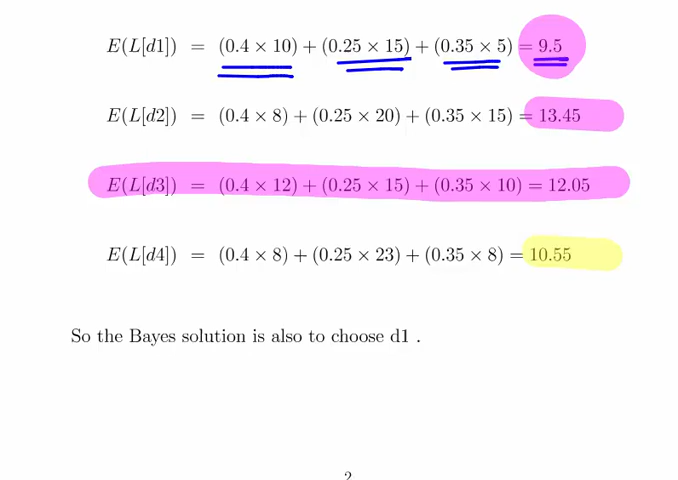 E(L[d1]) = (0.4 × 10) + (0.25 × 15) + (0.35 × 5) = 9.5
E(L[d2]) = (0.4 × 8) + (0.25 × 20) + (0.35 × 15) = 13.45
E(L[d3]) = (0.4 × 12) + (0.25 × 15) + (0.35 × 10) = 12.05
E(L[d4]) = (0.4 × 8) + (0.25 × 23) + (0.35 × 8) = 10.55
So the Bayes solution is also to choose d1 .
2